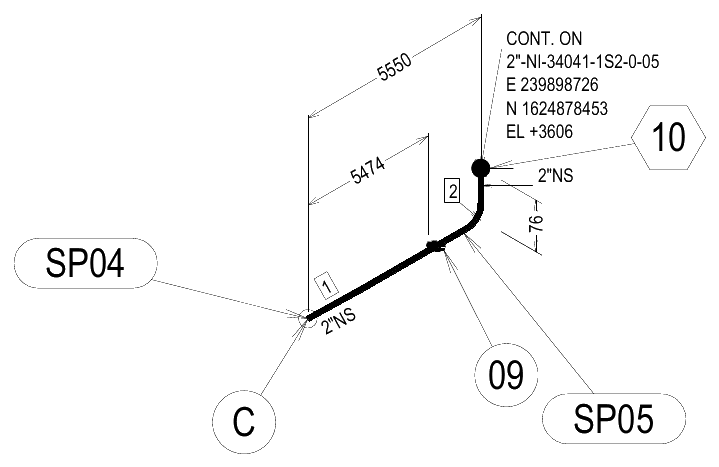 5550
CONT. ON
2"-NI-34041-1S2-0-05
E 239898726
N 1624878453
EL +3606
10
5474
2"NS
2
76
SP04
1
2"NS
09
C
SP05